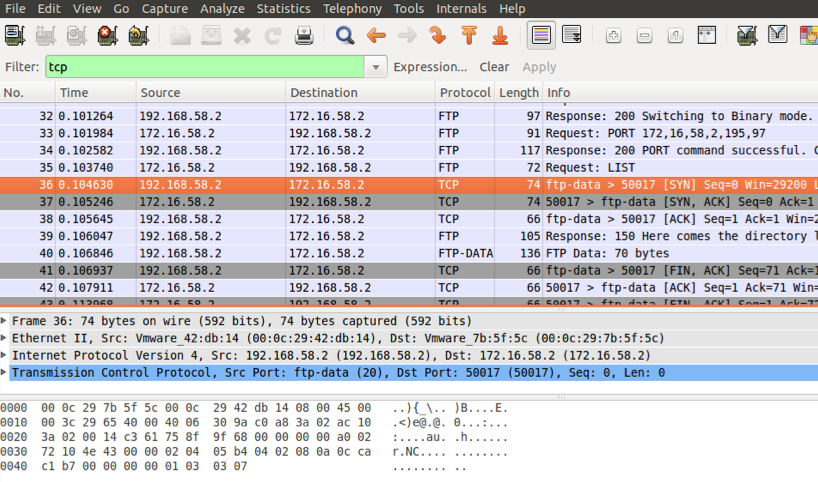 File Edit View Go Capture Analyze Statistics Telephony Tools Internals Help
Filter: tcp Expression... Clear Apply
No. Time Source Destination Protocol Length Info
32 0.101264 192.168.58.2 172.16.58.2 FTP 97 Response: 200 Switching to Binary mode.
33 0.101984 172.16.58.2 192.168.58.2 FTP 91 Request: PORT 172,16,58,2,195,97
34 0.102582 192.168.58.2 172.16.58.2 FTP 117 Response: 200 PORT command successful. C
35 0.103740 172.16.58.2 192.168.58.2 FTP 72 Request: LIST
36 0.104630 192.168.58.2 172.16.58.2 TCP 74 ftp-data > 50017 [SYN] Seq=0 Win=29200 L
37 0.105246 172.16.58.2 192.168.58.2 TCP 74 50017 > ftp-data [SYN, ACK] Seq=0 Ack=1
38 0.105645 192.168.58.2 172.16.58.2 TCP 66 ftp-data > 50017 [ACK] Seq=1 Ack=1 Win=2
39 0.106047 192.168.58.2 172.16.58.2 FTP 105 Response: 150 Here comes the directory l
40 0.106846 192.168.58.2 172.16.58.2 FTP-DATA 136 FTP Data: 70 bytes
41 0.106937 192.168.58.2 172.16.58.2 TCP 66 ftp-data > 50017 [FIN, ACK] Seq=71 Ack=1
42 0.107911 172.16.58.2 192.168.58.2 TCP 66 50017 > ftp-data [ACK] Seq=1 Ack=71 Win=
Frame 36: 74 bytes on wire (592 bits), 74 bytes captured (592 bits)
Ethernet II, Src: Vmware_42:db:14 (00:0c:29:42:db:14), Dst: Vmware_7b:5f:5c (00:0c:29:7b:5f:5c)
Internet Protocol Version 4, Src: 192.168.58.2 (192.168.58.2), Dst: 172.16.58.2 (172.16.58.2)
Transmission Control Protocol, Src Port: ftp-data (20), Dst Port: 50017 (50017), Seq: 0, Len: 0
0000 00 0c 29 7b 5f 5c 00 0c 29 42 db 14 08 00 45 00 ..){_\.. )B....E.
0010 00 3c 29 65 40 00 40 06 30 9a c0 a8 3a 02 ac 10 .<)e@.@. 0...:...
0020 3a 02 00 14 c3 61 75 8f 9f 68 00 00 00 00 a0 02 :....au. .h......
0030 72 10 4e 43 00 00 02 04 05 b4 04 02 08 0a 0c ca r.NC.... ........
0040 c1 b7 00 00 00 00 01 03 03 07 ........ ..